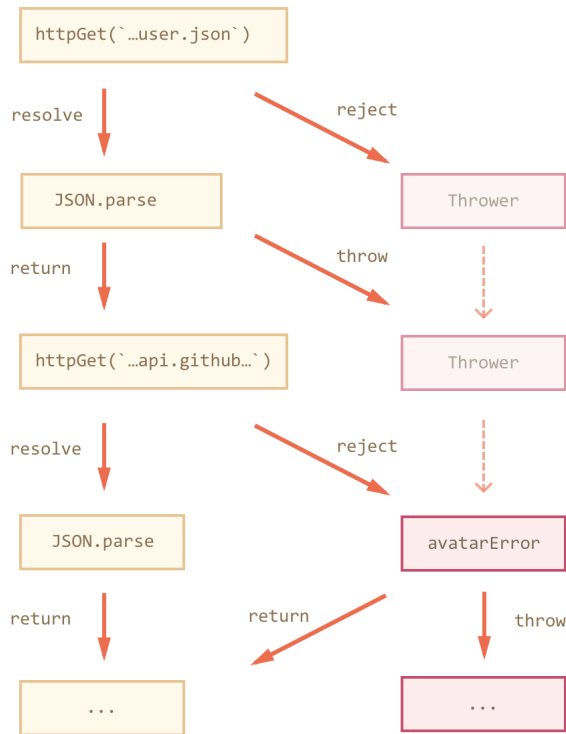 httpGet(`…user.json`)
resolve
reject
JSON.parse
Thrower
return
throw
httpGet(`…api.github…`)
Thrower
resolve
reject
JSON.parse
avatarError
return
return
throw
...
...